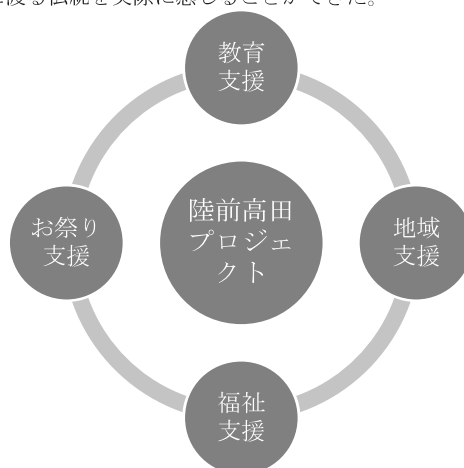 伝統を実際に感じることができた。
教育
支援
お祭り
支援
陸前高田
プロジェ
クト
地域
支援
福祉
支援